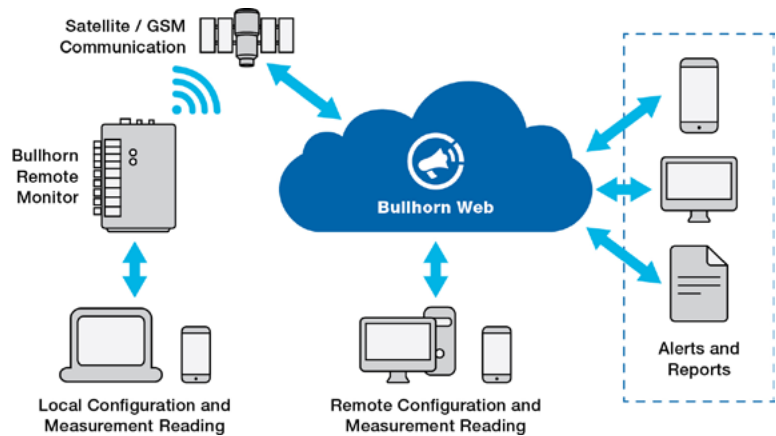 Satellite / GSM
Communication
Bullhorn
Remote
Monitor
Bullhorn Web
Alerts and
Reports
Local Configuration and
Measurement Reading
Remote Configuration and
Measurement Reading